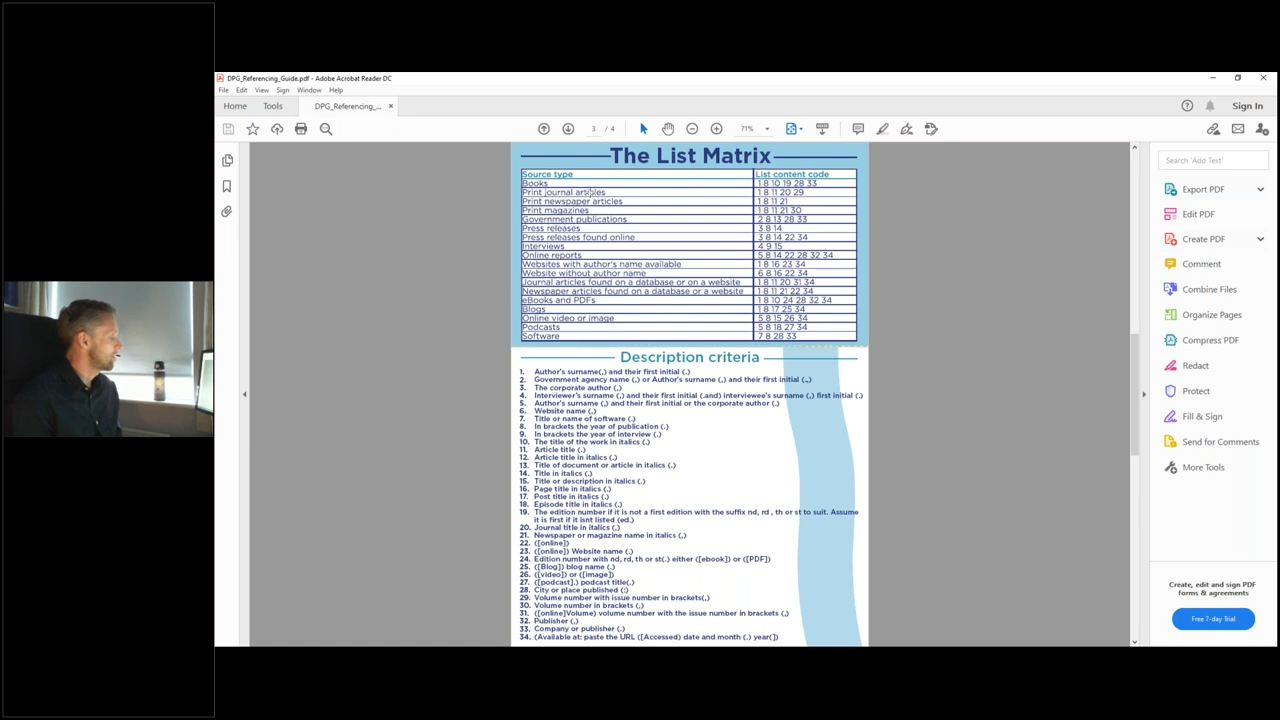 DPG_Referencing_Guide.pdf - Adobe Acrobat Reader DC
File Edit View Sign Window Help
Home Tools DPG_Referencing_... × Sign In
3 / 4 71%
Search 'Add Text'
Export PDF
Edit PDF
Create PDF
Comment
Combine Files
Organize Pages
Compress PDF
Redact
Protect
Fill & Sign
Send for Comments
More Tools
Create, edit and sign PDF
forms & agreements
Free 7-day Trial
The List Matrix
Source type List content code
Books 1 8 10 19 28 33
Print journal articles 1 8 11 20 29
Print newspaper articles 1 8 11 21
Print magazines 1 8 11 21 30
Government publications 2 8 13 28 33
Press releases 3 8 14
Press releases found online 3 8 14 22 34
Interviews 4 9 15
Online reports 5 8 14 22 28 32 34
Websites with author's name available 1 8 16 23 34
Website without author name 6 8 16 22 34
Journal articles found on a database or on a website 1 8 11 20 31 34
Newspaper articles found on a database or a website 1 8 11 21 22 34
eBooks and PDFs 1 8 10 24 28 32 34
Blogs 1 8 17 25 34
Online video or image 5 8 15 26 34
Podcasts 5 8 18 27 34
Software 7 8 28 33
Description criteria
1. Author's surname(,) and their first initial (.)
2. Government agency name (,) or Author's surname (,) and their first initial (.,)
3. The corporate author (,)
4. Interviewer's surname (,) and their first initial (.and) interviewee's surname (,) first initial (.)
5. Author's surname (,) and their first initial or the corporate author (,)
6. Website name (,)
7. Title or name of software (,)
8. In brackets the year of publication (,)
9. In brackets the year of interview (.)
10. The title of the work in italics (.)
11. Article title (.)
12. Article title in italics (,)
13. Title of document or article in italics (,)
14. Title in italics (,)
15. Title or description in italics (,)
16. Page title in italics (,)
17. Post title in italics (,)
18. Episode title in italics (,)
19. The edition number if it is not a first edition with the suffix nd, rd , th or st to suit. Assume
it is first if it isnt listed (ed.)
20. Journal title in italics (,)
21. Newspaper or magazine name in italics (,)
22. ([online])
23. ([online]) Website name (.)
24. Edition number with nd, rd, th or st(.) either ([ebook]) or ([PDF])
25. ([Blog]) blog name (.)
26. ([video]) or ([image])
27. ([podcast].) podcast title(.)
28. City or place published (:)
29. Volume number with issue number in brackets(,)
30. Volume number in brackets (,)
31. ([online]Volume) volume number with the issue number in brackets (,)
32. Publisher (,)
33. Company or publisher (.)
34. (Available at: paste the URL ([Accessed) date and month (.) year(])